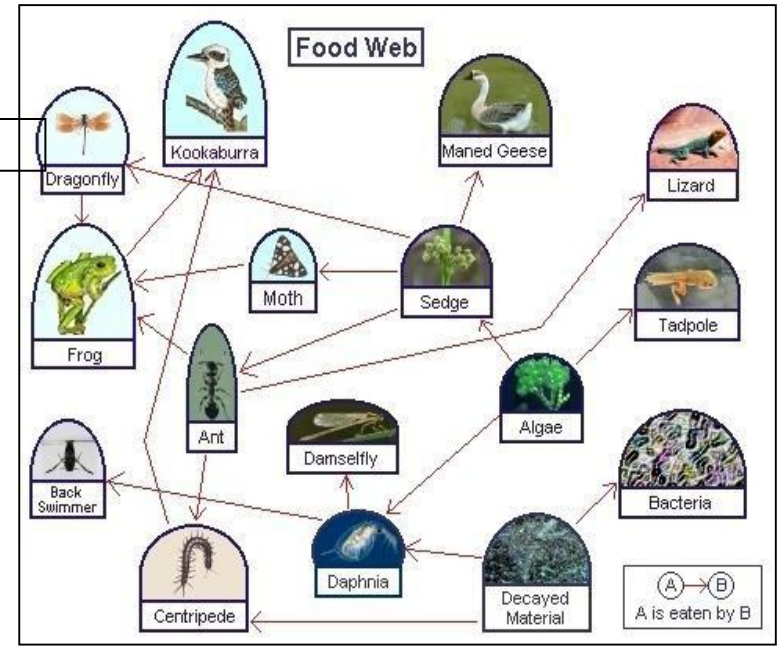 Food Web
Kookaburra
Maned Geese
Dragonfly
Lizard
Moth
Sedge
Tadpole
Frog
Ant
Algae
Damselfly
Back
Swimmer
Bacteria
Daphnia
Decayed
Material
Centripede
A B
A is eaten by B